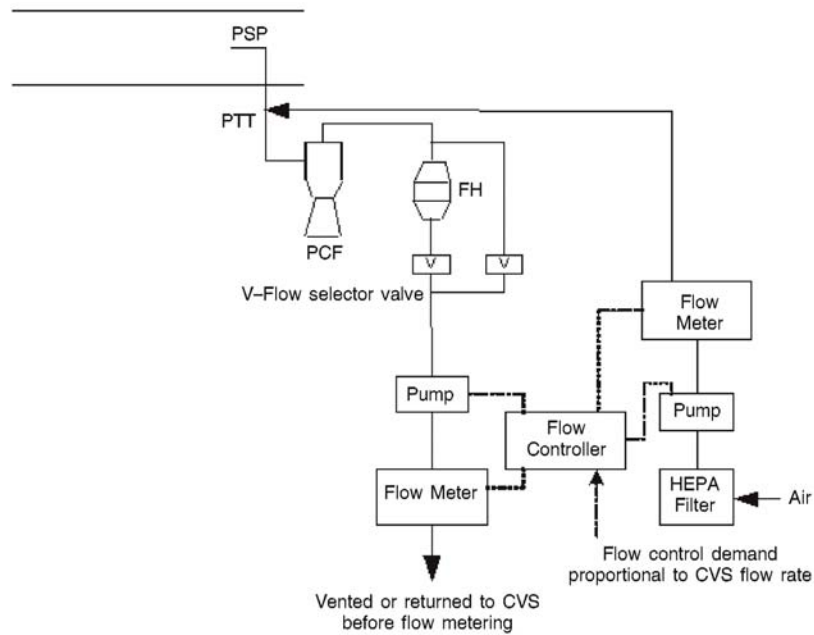 PSP
PTT
FH
PCF
V
V
V–Flow selector valve
Flow
Meter
Pump
Flow
Controller
Pump
Flow Meter
HEPA
Filter
Air
Flow control demand
proportional to CVS flow rate
Vented or returned to CVS
before flow metering